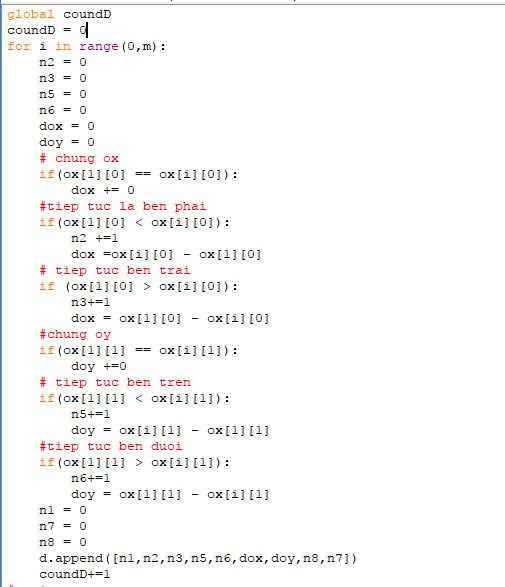 global coundD
coundD = 0
for i in range(0,m):
    n2 = 0
    n3 = 0
    n5 = 0
    n6 = 0
    dox = 0
    doy = 0
    # chung ox
    if(ox[l][0] == ox[i][0]):
        dox += 0
    #tiep tuc la ben phai
    if(ox[l][0] < ox[i][0]):
        n2 +=1
        dox =ox[i][0] - ox[l][0]
    # tiep tuc ben trai
    if (ox[l][0] > ox[i][0]):
        n3+=1
        dox = ox[l][0] - ox[i][0]
    #chung oy
    if(ox[l][1] == ox[i][1]):
        doy +=0
    # tiep tuc ben tren
    if(ox[l][1] < ox[i][1]):
        n5+=1
        doy = ox[i][1] - ox[l][1]
    #tiep tuc ben duoi
    if(ox[l][1] > ox[i][1]):
        n6+=1
        doy = ox[l][1] - ox[i][1]
    n1 = 0
    n7 = 0
    n8 = 0
    d.append([n1,n2,n3,n5,n6,dox,doy,n8,n7])
    coundD+=1